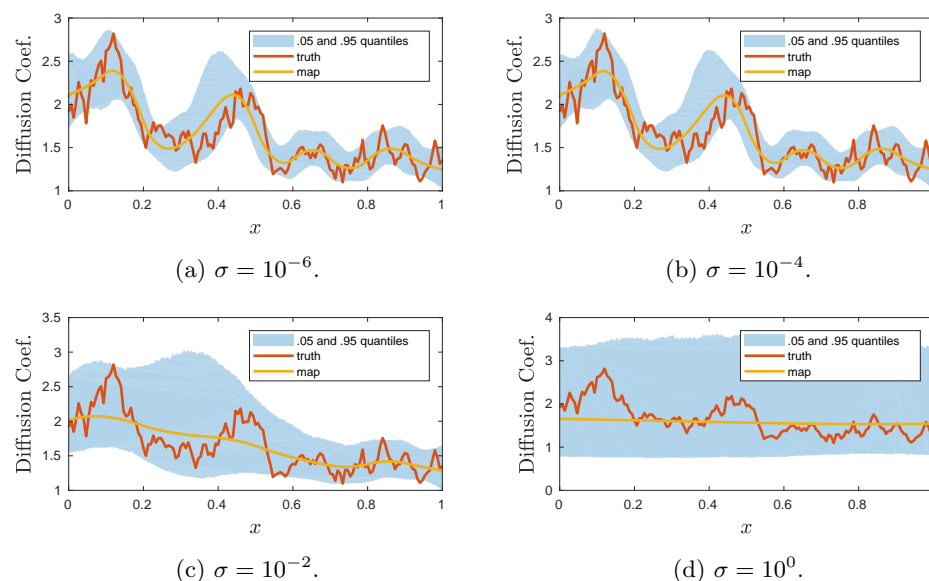 3
2.5
2
1.5
1
Diffusion Coef.
.05 and .95 quantiles
truth
map
0 0.2 0.4 0.6 0.8 1
x
(a) σ = 10⁻⁶.
3
2.5
2
1.5
1
Diffusion Coef.
.05 and .95 quantiles
truth
map
0 0.2 0.4 0.6 0.8 1
x
(b) σ = 10⁻⁴.
3.5
3
2.5
2
1.5
1
Diffusion Coef.
.05 and .95 quantiles
truth
map
0 0.2 0.4 0.6 0.8 1
x
(c) σ = 10⁻².
4
3
2
1
0
Diffusion Coef.
.05 and .95 quantiles
truth
map
0 0.2 0.4 0.6 0.8 1
x
(d) σ = 10⁰.